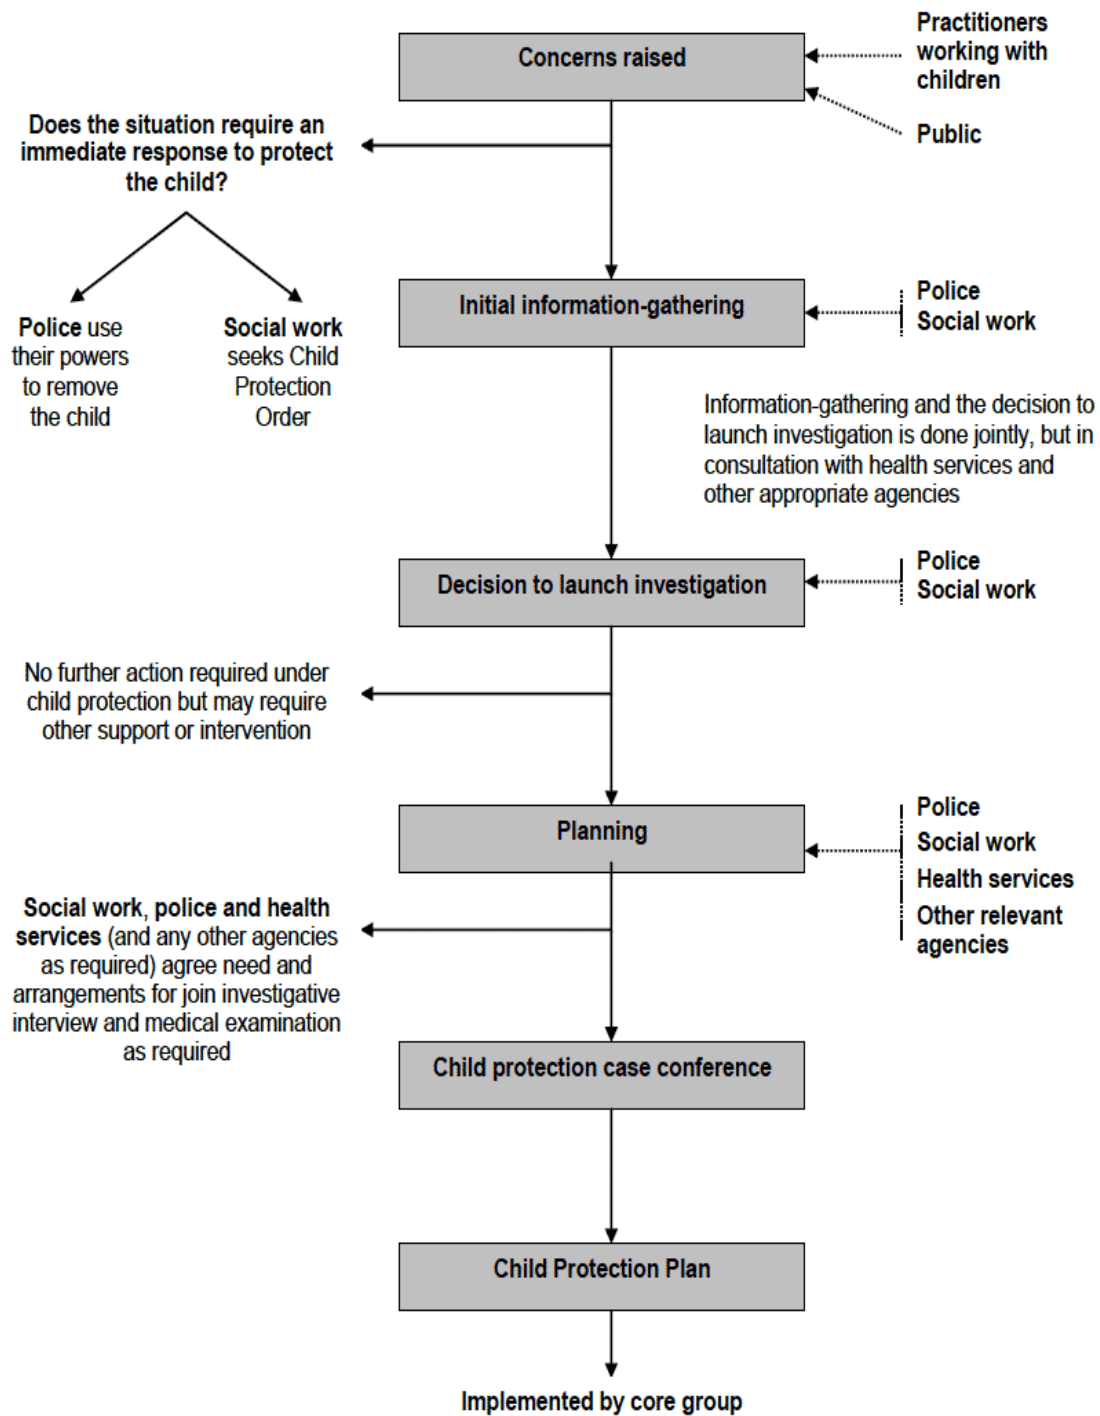 Concerns raised
Practitioners
working with
children
Public
Does the situation require an
immediate response to protect
the child?
Police use
their powers
to remove
the child
Social work
seeks Child
Protection
Order
Initial information-gathering
Police
Social work
Information-gathering and the decision to
launch investigation is done jointly, but in
consultation with health services and
other appropriate agencies
Decision to launch investigation
Police
Social work
No further action required under
child protection but may require
other support or intervention
Planning
Police
Social work
Health services
Other relevant
agencies
Social work, police and health
services (and any other agencies
as required) agree need and
arrangements for join investigative
interview and medical examination
as required
Child protection case conference
Child Protection Plan
Implemented by core group